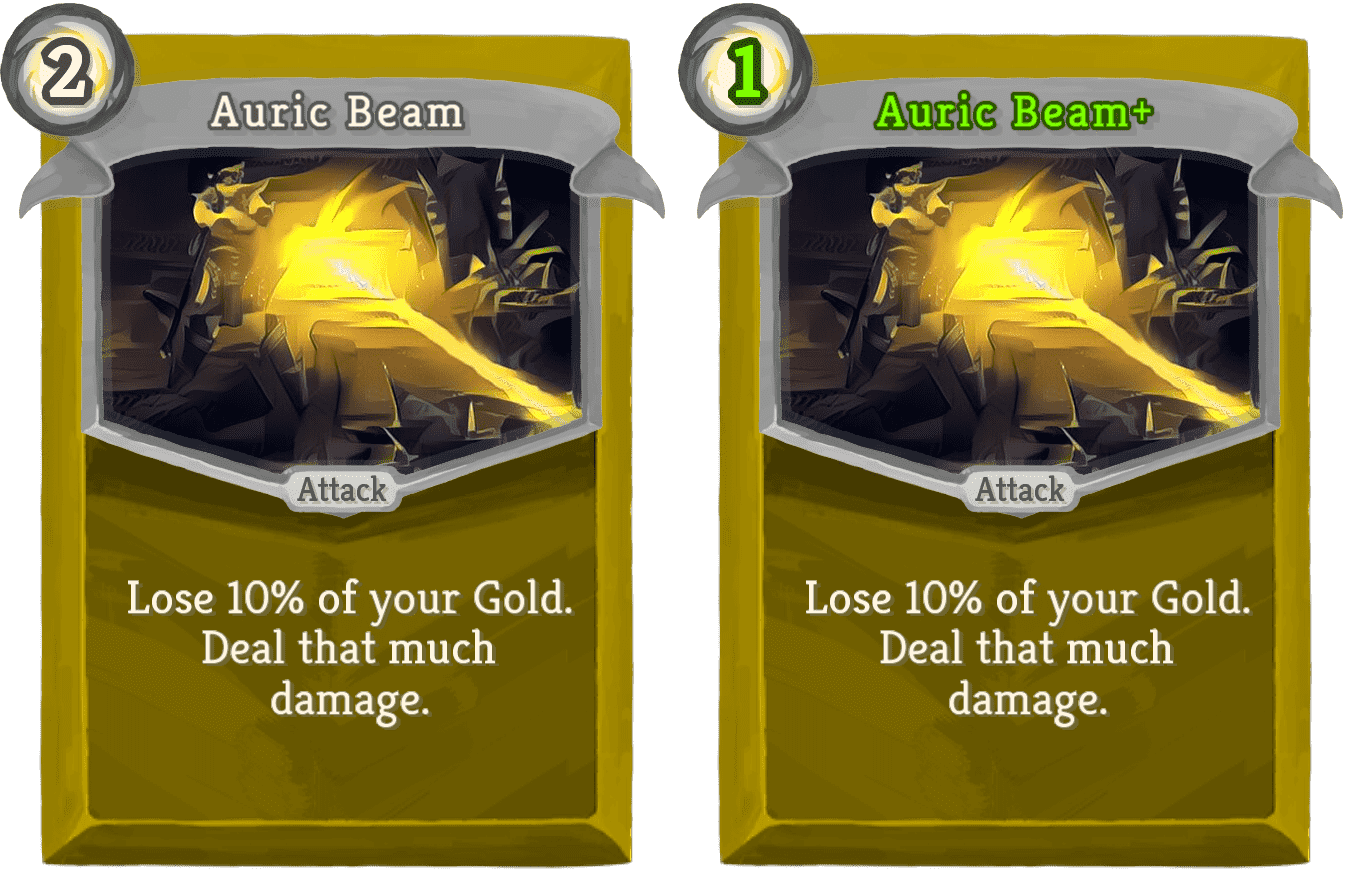 2
Auric Beam
Attack
Lose 10% of your Gold.
Deal that much
damage.
1
Auric Beam+
Attack
Lose 10% of your Gold.
Deal that much
damage.